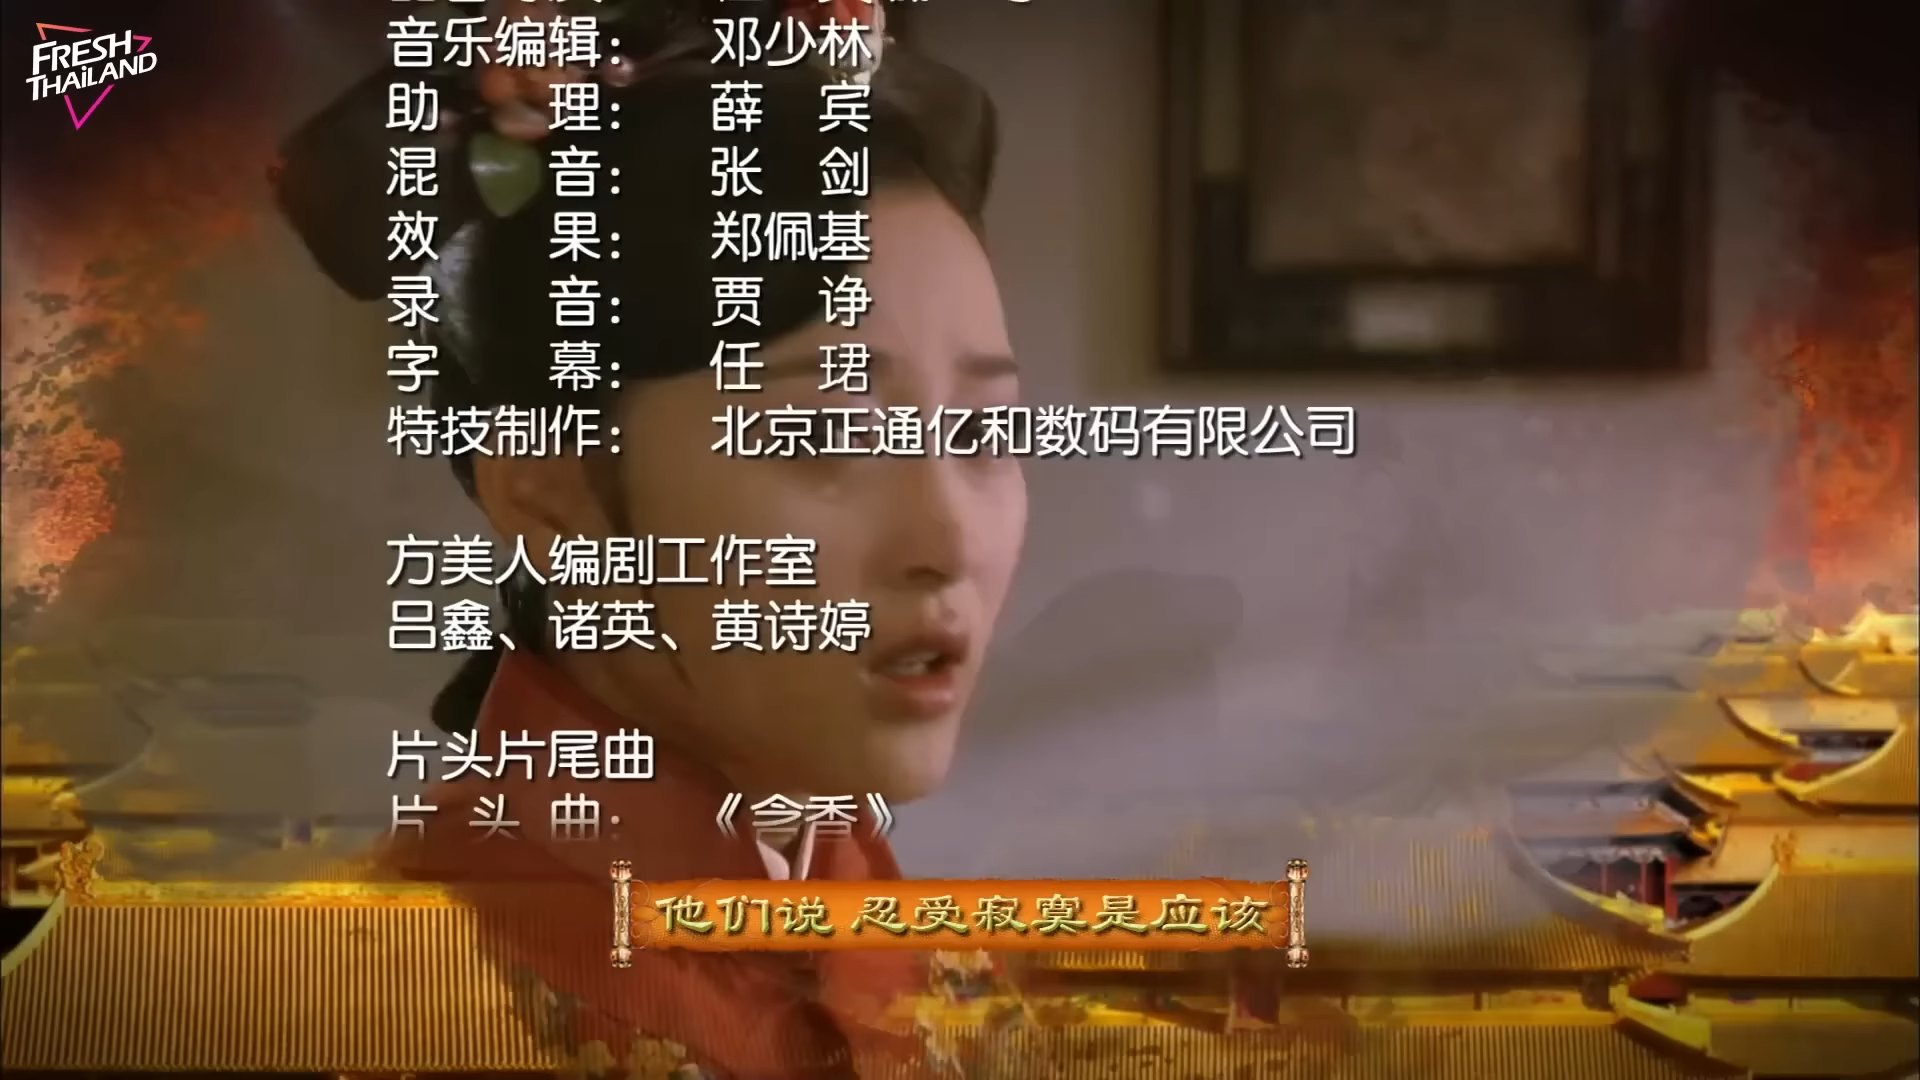 FRESH
THAILAND
音乐编辑： 邓少林
助 理： 薛 宾
混 音： 张 剑
效 果： 郑佩基
录 音： 贾 诤
字 幕： 任 珺
特技制作： 北京正通亿和数码有限公司
方美人编剧工作室
吕鑫、诸英、黄诗婷
片头片尾曲
片 头 曲： 《含香》
他们说 忍受寂寞是应该